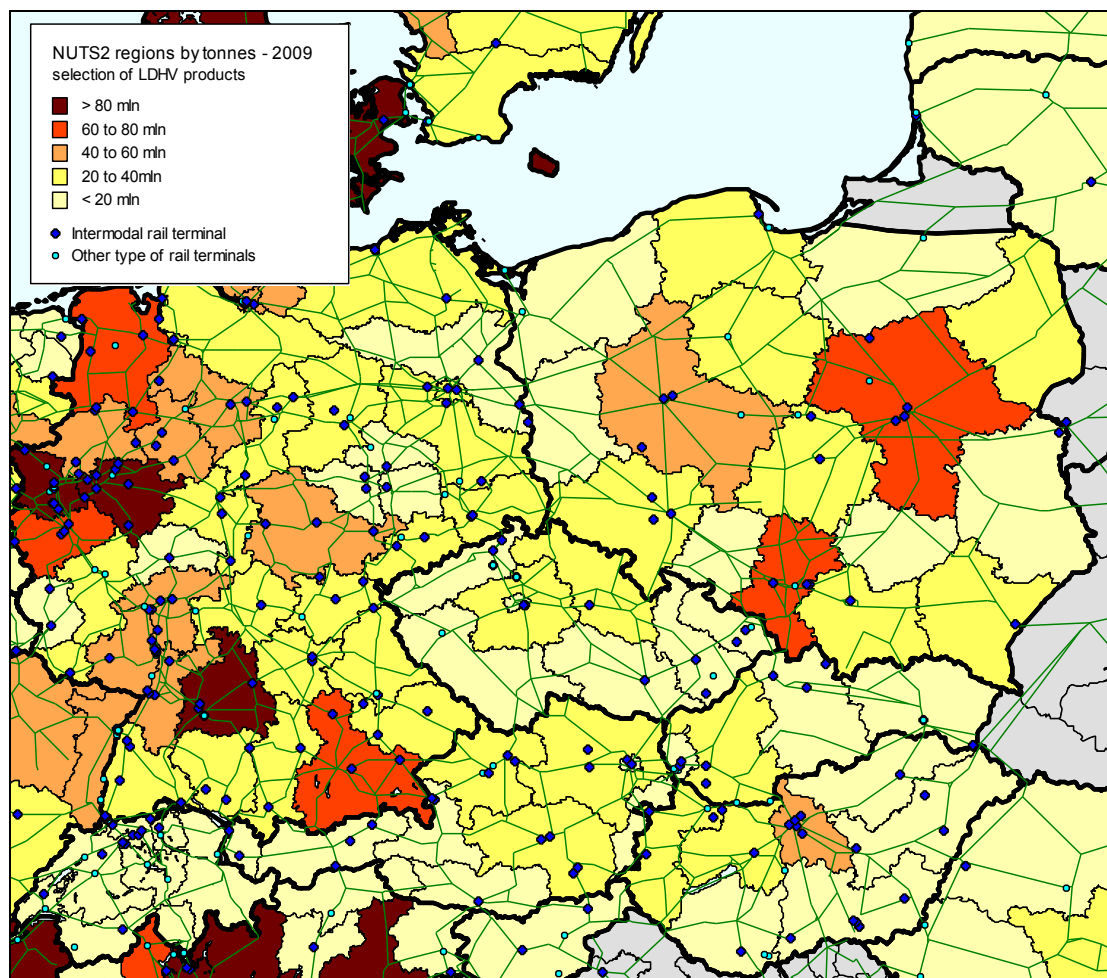 NUTS2 regions by tonnes - 2009
selection of LDHV products
> 80 mln
60 to 80 mln
40 to 60 mln
20 to 40mln
< 20 mln
Intermodal rail terminal
Other type of rail terminals